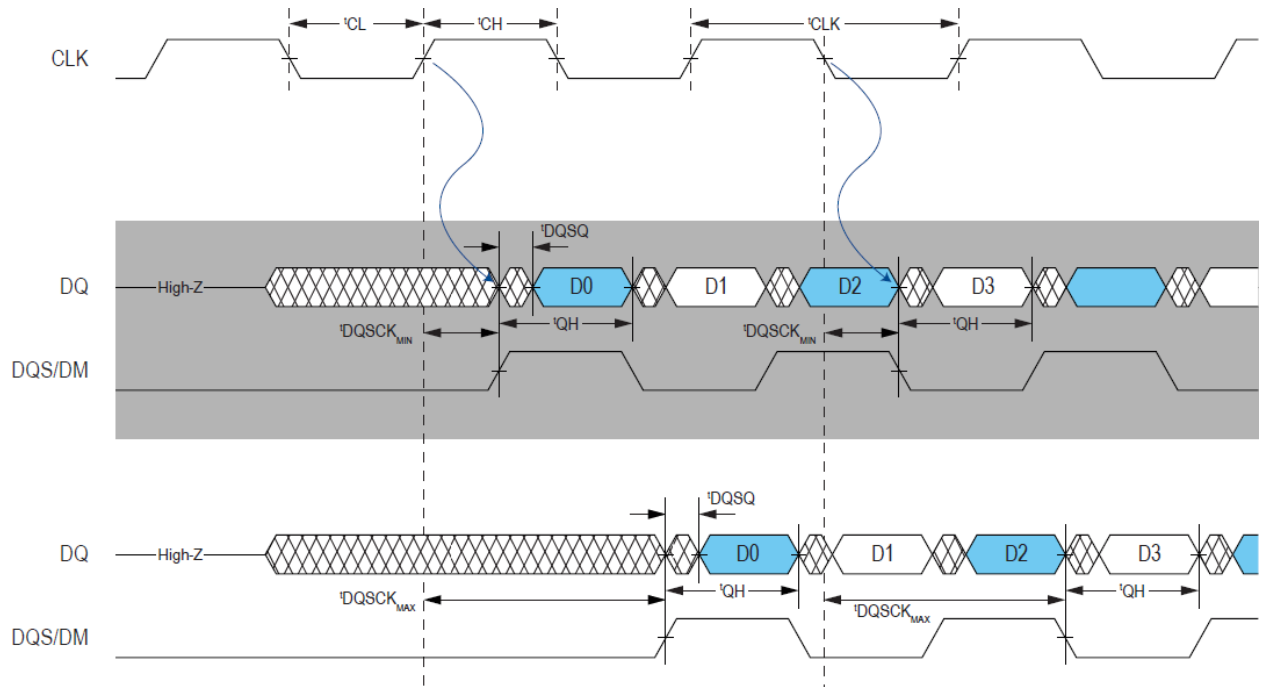 ᵗCL ᵗCH ᵗCLK
CLK
ᵗDQSQ
DQ High-Z D0 D1 D2 D3
ᵗDQSCKMIN ᵗQH ᵗDQSCKMIN ᵗQH
DQS/DM
ᵗDQSQ
DQ High-Z D0 D1 D2 D3
ᵗDQSCKMAX ᵗQH ᵗDQSCKMAX ᵗQH
DQS/DM